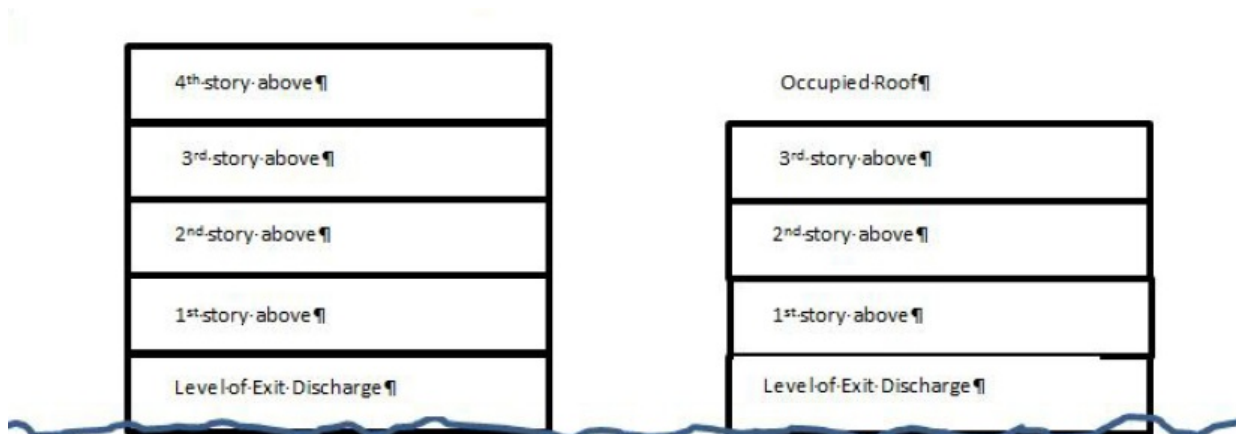 4th·story·above¶
3rd·story·above¶
2nd·story·above¶
1st·story·above¶
Level·of·Exit·Discharge¶
Occupied·Roof¶
3rd·story·above¶
2nd·story·above¶
1st·story·above¶
Level·of·Exit·Discharge¶